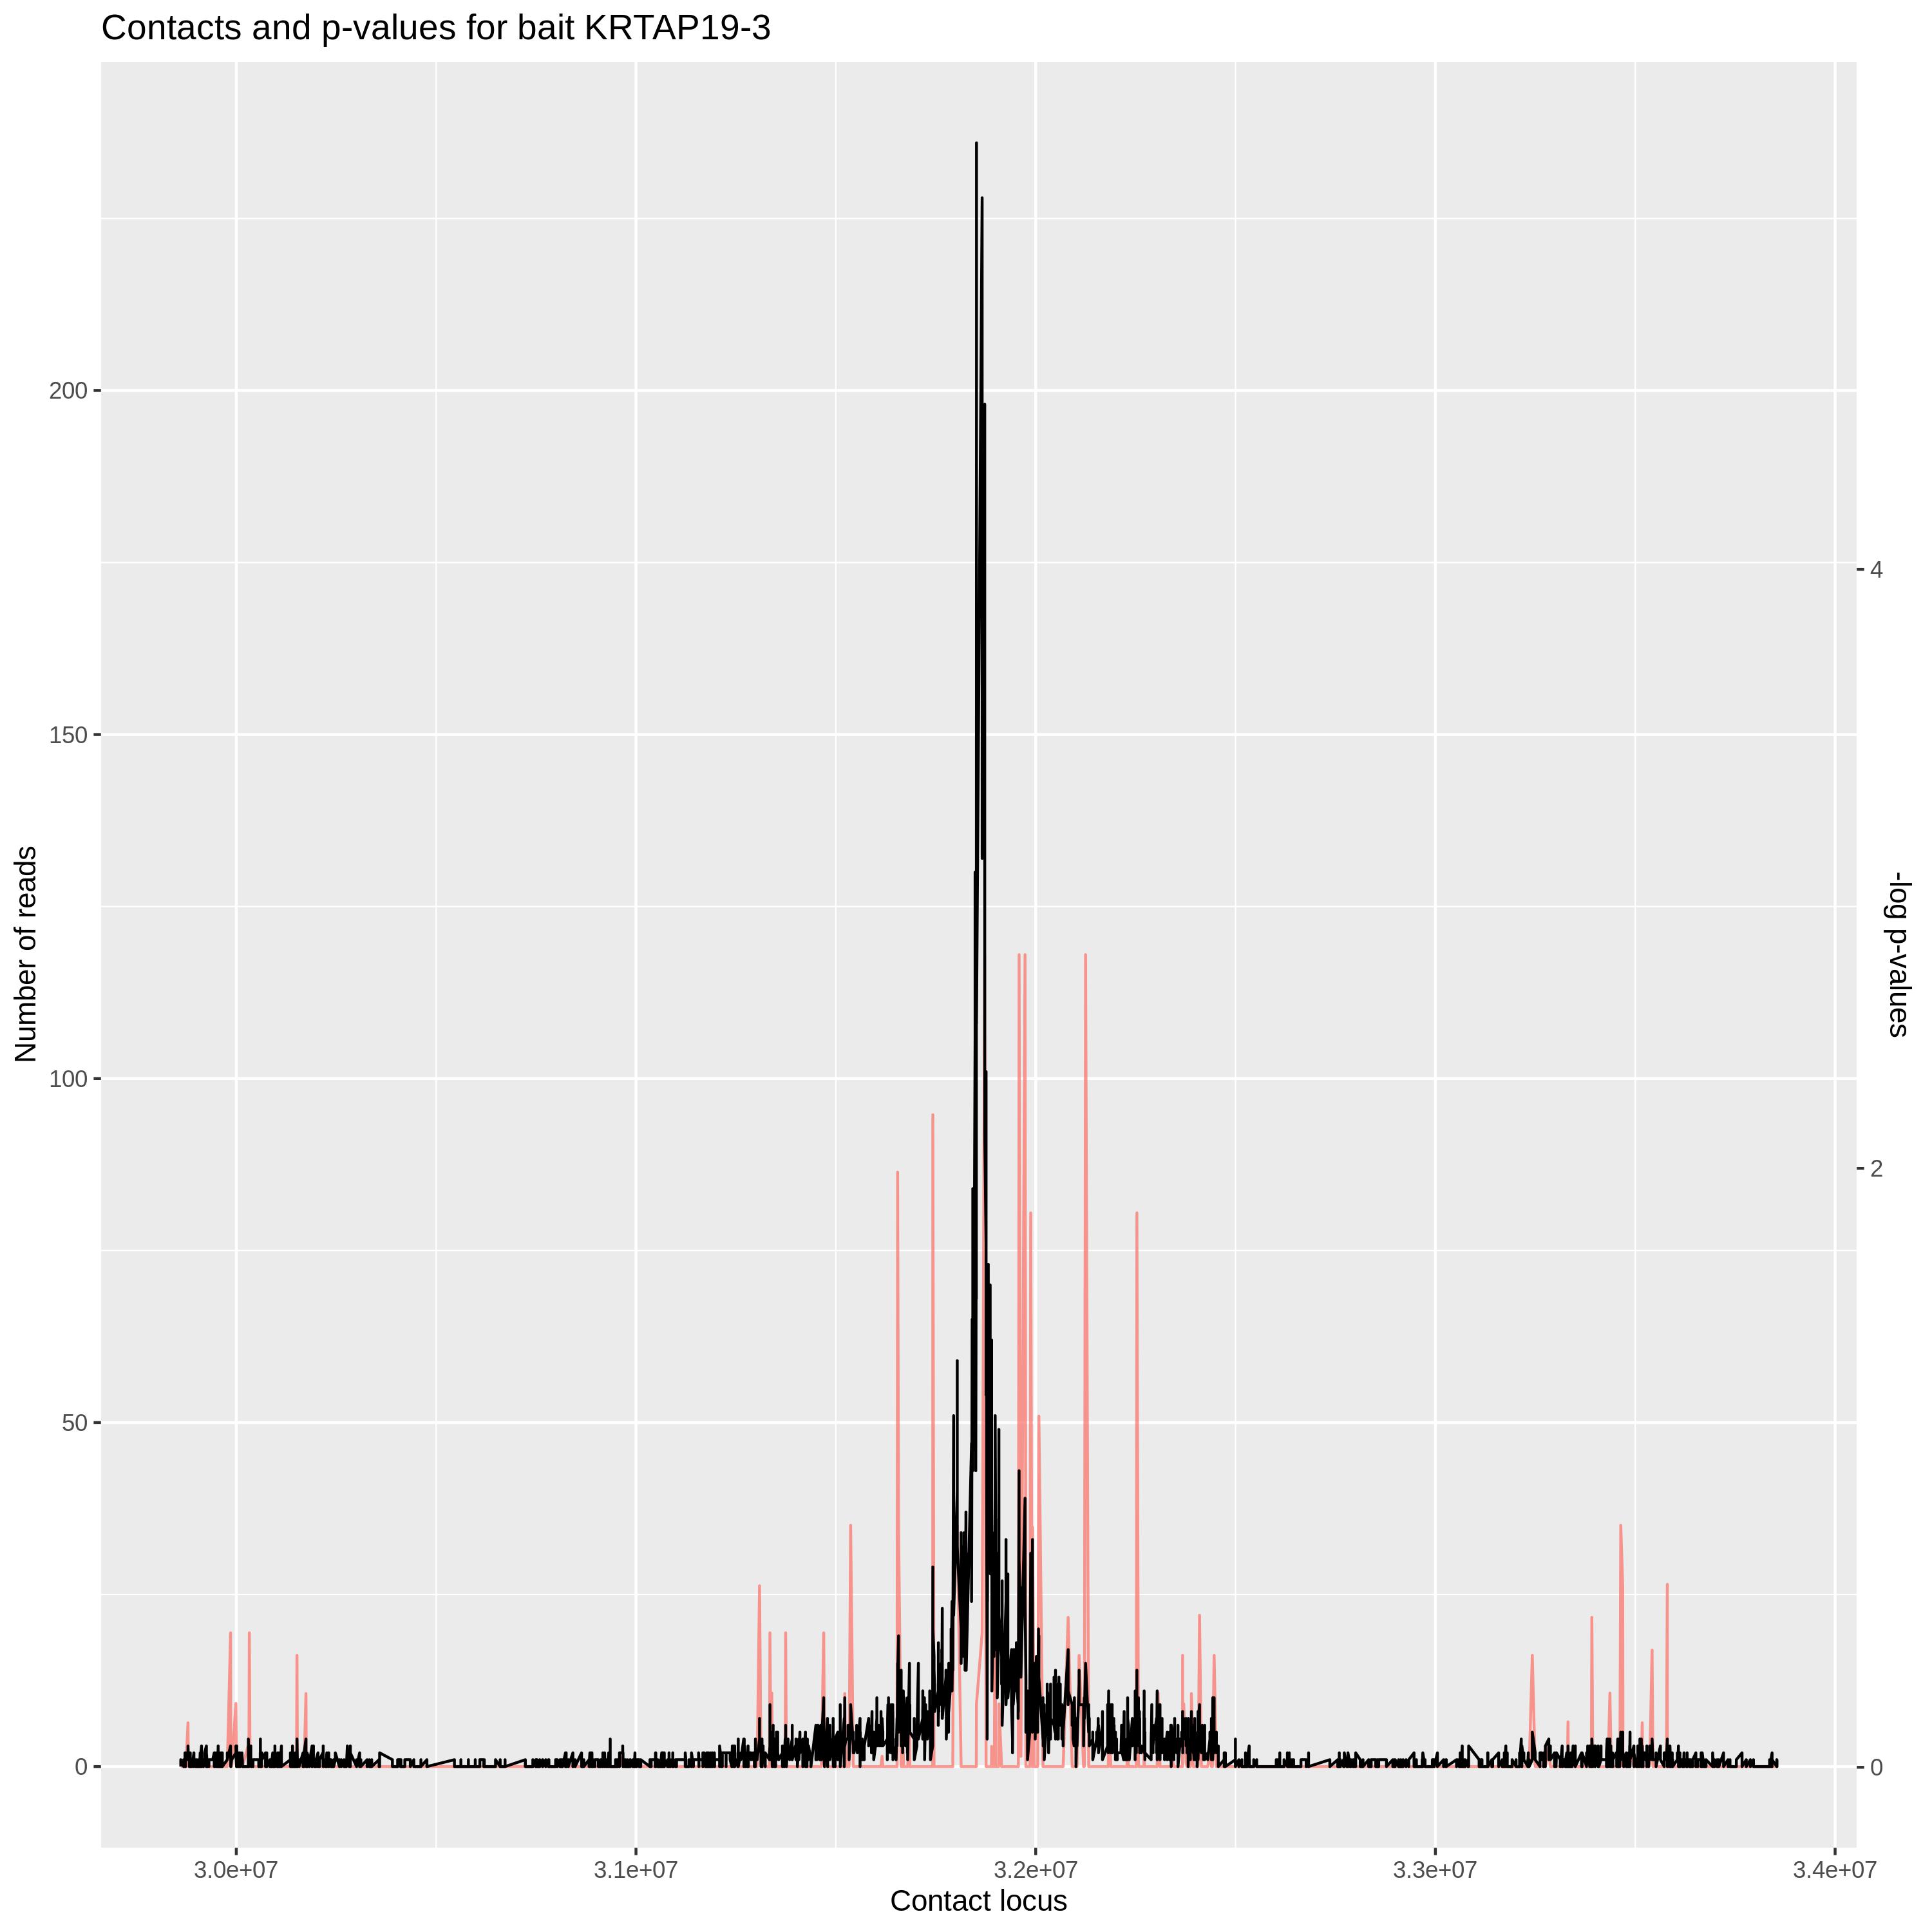 Contacts and p-values for bait KRTAP19-3
Number of reads
200
150
100
50
0
4
2
0
-log p-values
3.0e+07
3.1e+07
3.2e+07
3.3e+07
3.4e+07
Contact locus